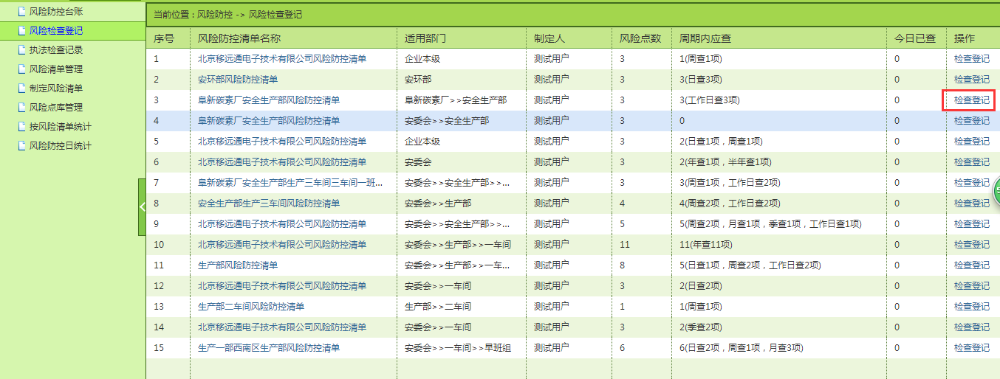 风险防控台账
风险检查登记
执法检查记录
风险清单管理
制定风险清单
风险点库管理
按风险清单统计
风险防控日统计
当前位置：风险防控 -> 风险检查登记
序号 风险防控清单名称 适用部门 制定人 风险点数 周期内应查 今日已查 操作
1 北京移远通电子技术有限公司风险防控清单 企业本级 测试用户 3 1(周查1项) 0 检查登记
2 安环部风险防控清单 安环部 测试用户 3 3(日查3项) 0 检查登记
3 阜新碳素厂安全生产部风险防控清单 阜新碳素厂>>安全生产部 测试用户 3 3(工作日查3项) 0 检查登记
4 阜新碳素厂安全生产部风险防控清单 安委会>>安全生产部 测试用户 3 0 0 检查登记
5 北京移远通电子技术有限公司风险防控清单 企业本级 测试用户 3 2(日查1项，周查1项) 0 检查登记
6 北京移远通电子技术有限公司风险防控清单 安委会 测试用户 3 2(年查1项，半年查1项) 0 检查登记
7 阜新碳素厂安全生产部生产三车间三车间一班... 安委会>>安全生产部>>... 测试用户 3 3(周查1项，工作日查2项) 0 检查登记
8 安全生产部生产三车间风险防控清单 安委会>>生产部 测试用户 4 4(周查2项，工作日查2项) 0 检查登记
9 北京移远通电子技术有限公司风险防控清单 安委会>>安全生产部>>... 测试用户 5 5(周查2项，月查1项，季查1项，工作日查1项) 0 检查登记
10 北京移远通电子技术有限公司风险防控清单 安委会>>生产部>>一车间 测试用户 11 11(年查11项) 0 检查登记
11 生产部风险防控清单 安委会>>生产部>>一车... 测试用户 8 5(日查1项，周查2项，工作日查2项) 0 检查登记
12 北京移远通电子技术有限公司风险防控清单 安委会>>一车间 测试用户 3 2(日查2项) 0 检查登记
13 生产部二车间风险防控清单 生产部>>二车间 测试用户 1 1(周查1项) 0 检查登记
14 北京移远通电子技术有限公司风险防控清单 安委会>>一车间 测试用户 3 2(季查2项) 0 检查登记
15 生产一部西南区生产部风险防控清单 安委会>>一车间>>早班组 测试用户 6 6(日查2项，周查1项，月查3项) 0 检查登记